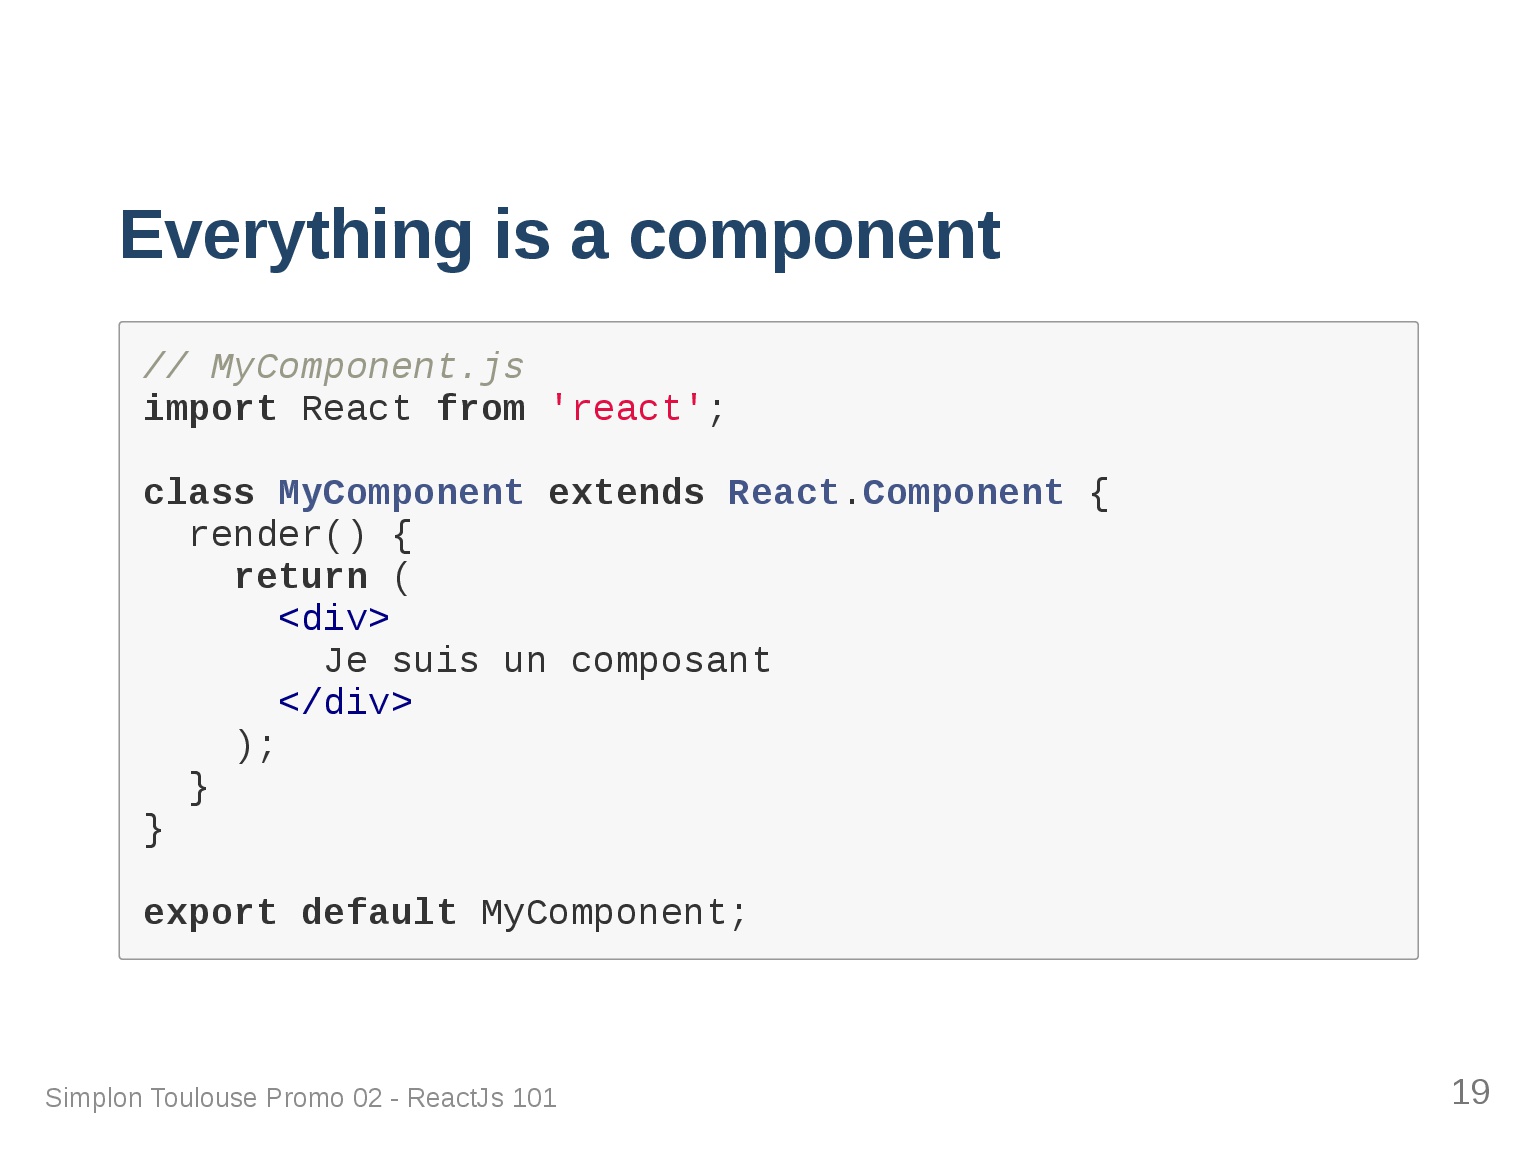 Everything is a component
// MyComponent.js
import React from 'react';
class MyComponent extends React.Component {
  render() {
    return (
      <div>
        Je suis un composant
      </div>
    );
  }
}
export default MyComponent;
Simplon Toulouse Promo 02 - ReactJs 101
19